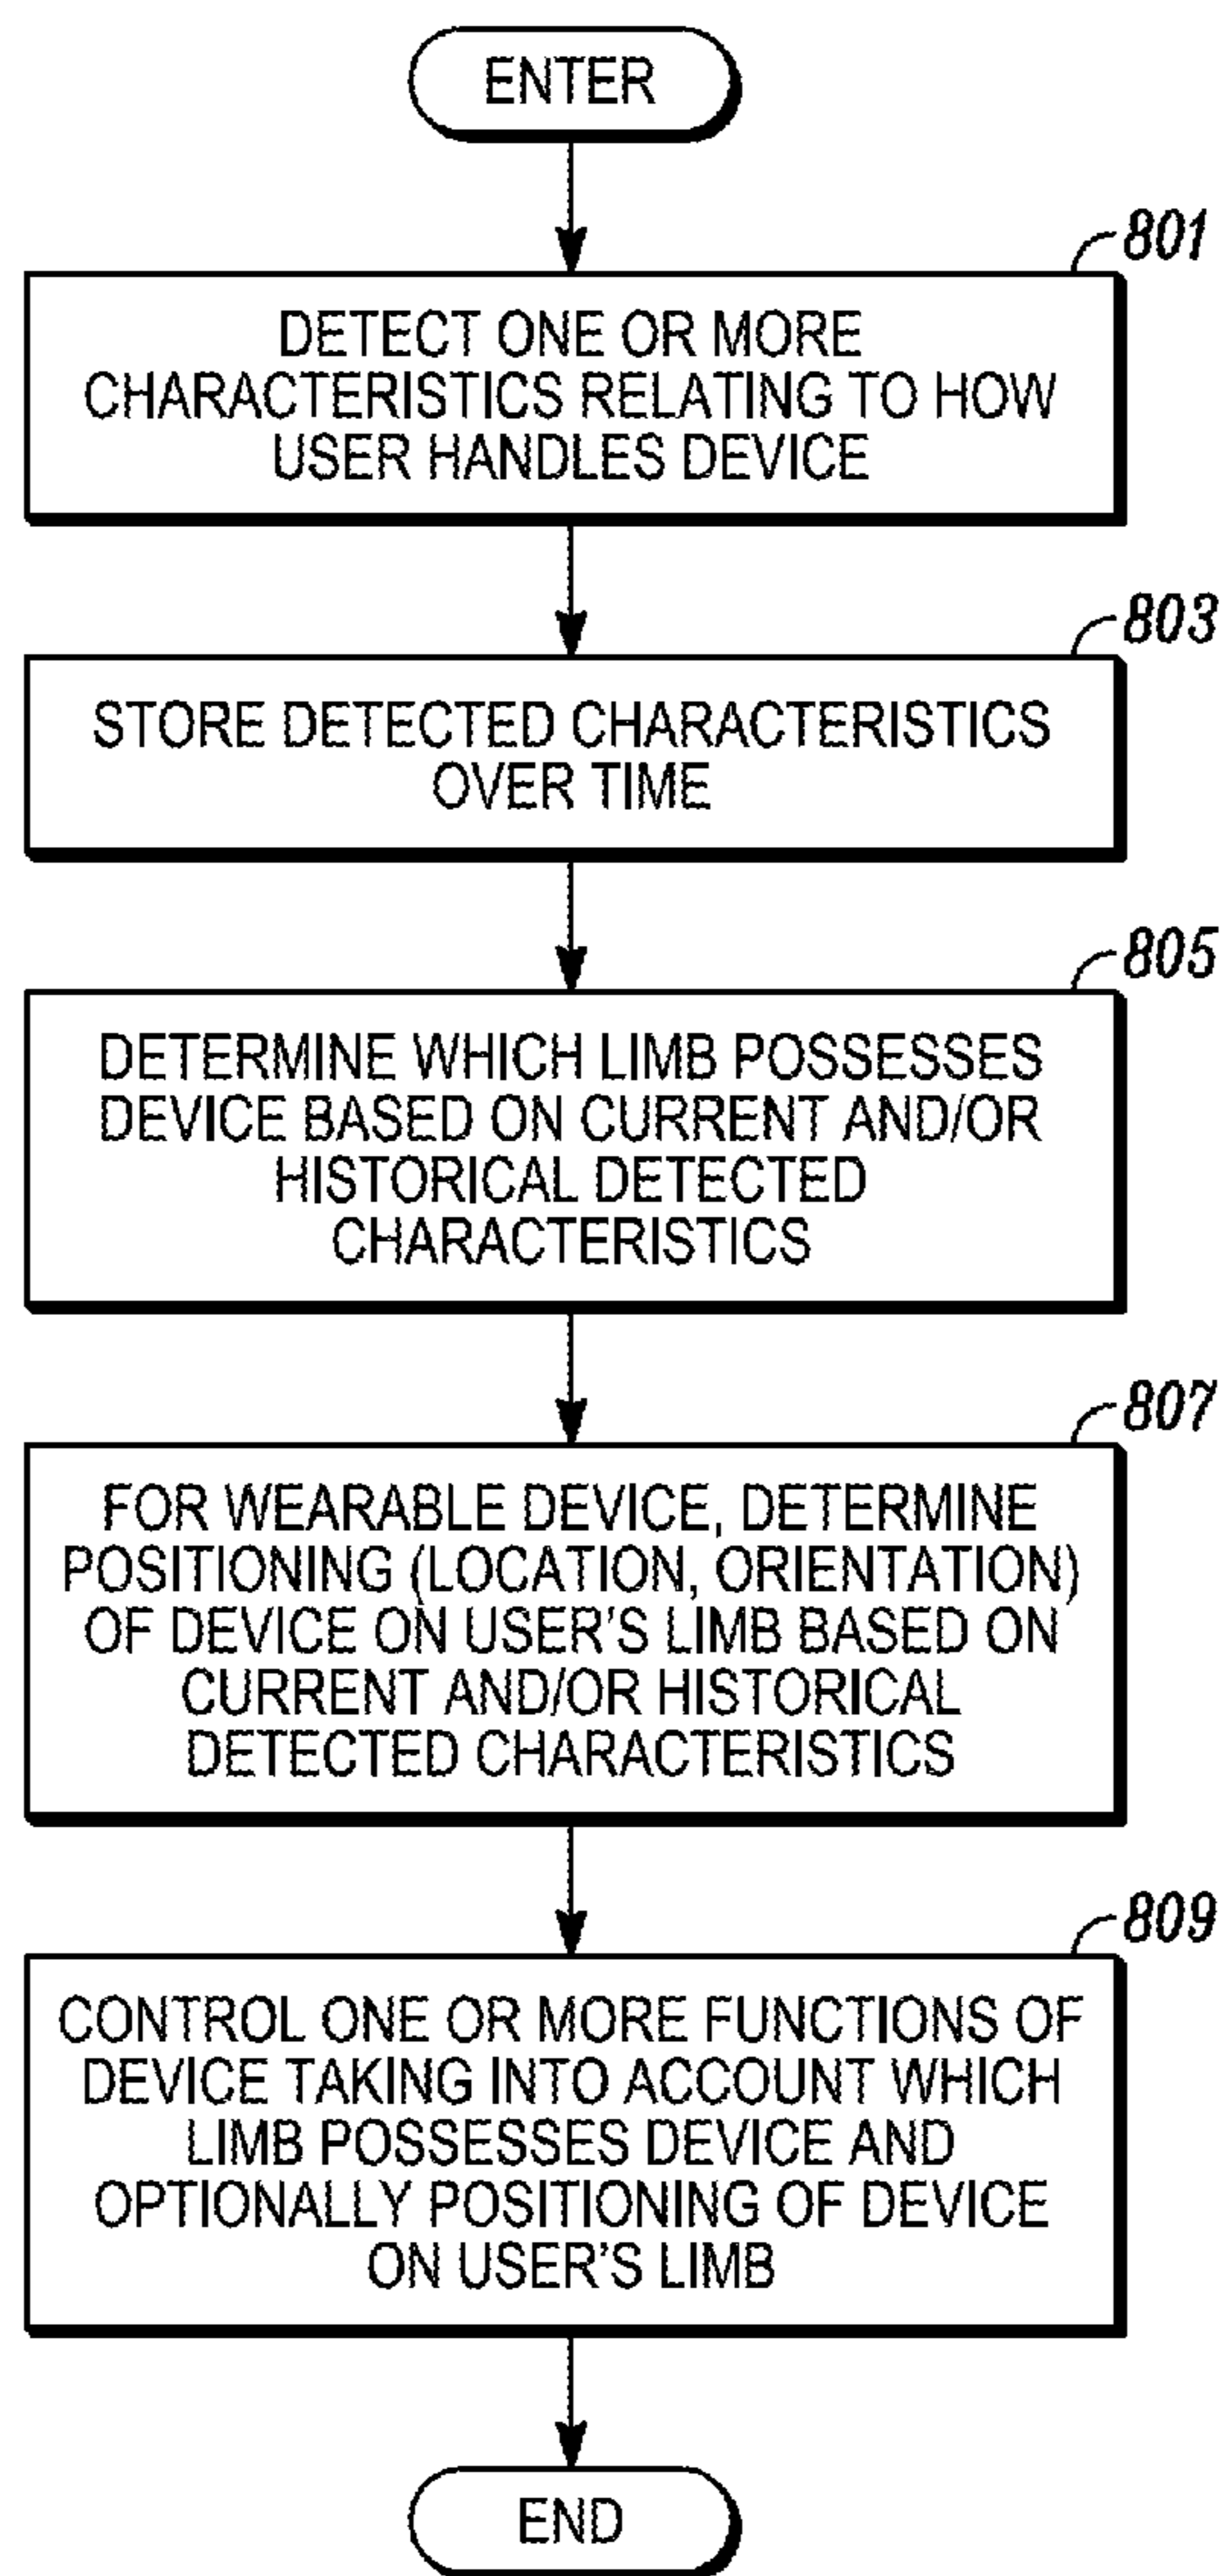 ENTER
801
DETECT ONE OR MORE
CHARACTERISTICS RELATING TO HOW
USER HANDLES DEVICE
803
STORE DETECTED CHARACTERISTICS
OVER TIME
805
DETERMINE WHICH LIMB POSSESSES
DEVICE BASED ON CURRENT AND/OR
HISTORICAL DETECTED
CHARACTERISTICS
807
FOR WEARABLE DEVICE, DETERMINE
POSITIONING (LOCATION, ORIENTATION)
OF DEVICE ON USER'S LIMB BASED ON
CURRENT AND/OR HISTORICAL
DETECTED CHARACTERISTICS
809
CONTROL ONE OR MORE FUNCTIONS OF
DEVICE TAKING INTO ACCOUNT WHICH
LIMB POSSESSES DEVICE AND
OPTIONALLY POSITIONING OF DEVICE
ON USER'S LIMB
END